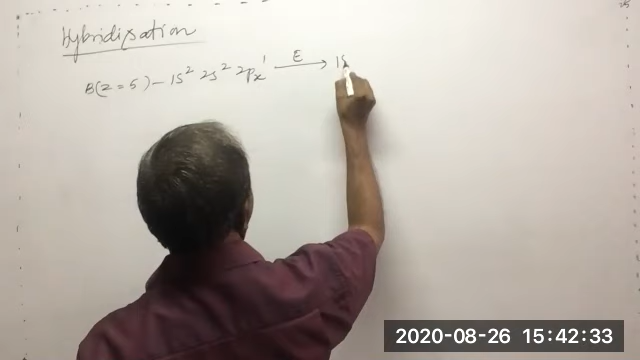 Hybridisation
B(Z=5) - 1s² 2s² 2pₓ¹ —E→ 1s
2020-08-26 15:42:33